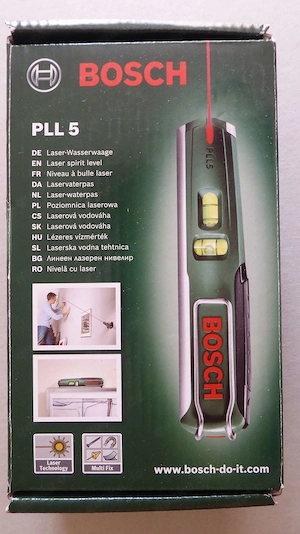 BOSCH
PLL 5
DE Laser-Wasserwaage
EN Laser spirit level
FR Niveau à bulle laser
DA Laservaterpas
NL Laser-waterpas
PL Poziomnica laserowa
CS Laserová vodováha
SK Laserová vodováha
HU Lézeres vízmérték
SL Laserska vodna tehtnica
BG Линеен лазерен нивелир
RO Nivelă cu laser
PLL 5
BOSCH
Laser
Technology
Multi Fix
www.bosch-do-it.com